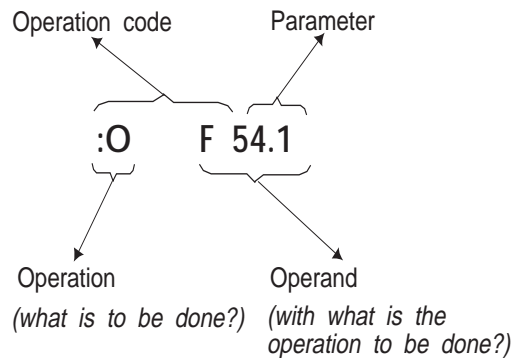 Operation code Parameter
:O F 54.1
Operation Operand
(what is to be done?) (with what is the
operation to be done?)